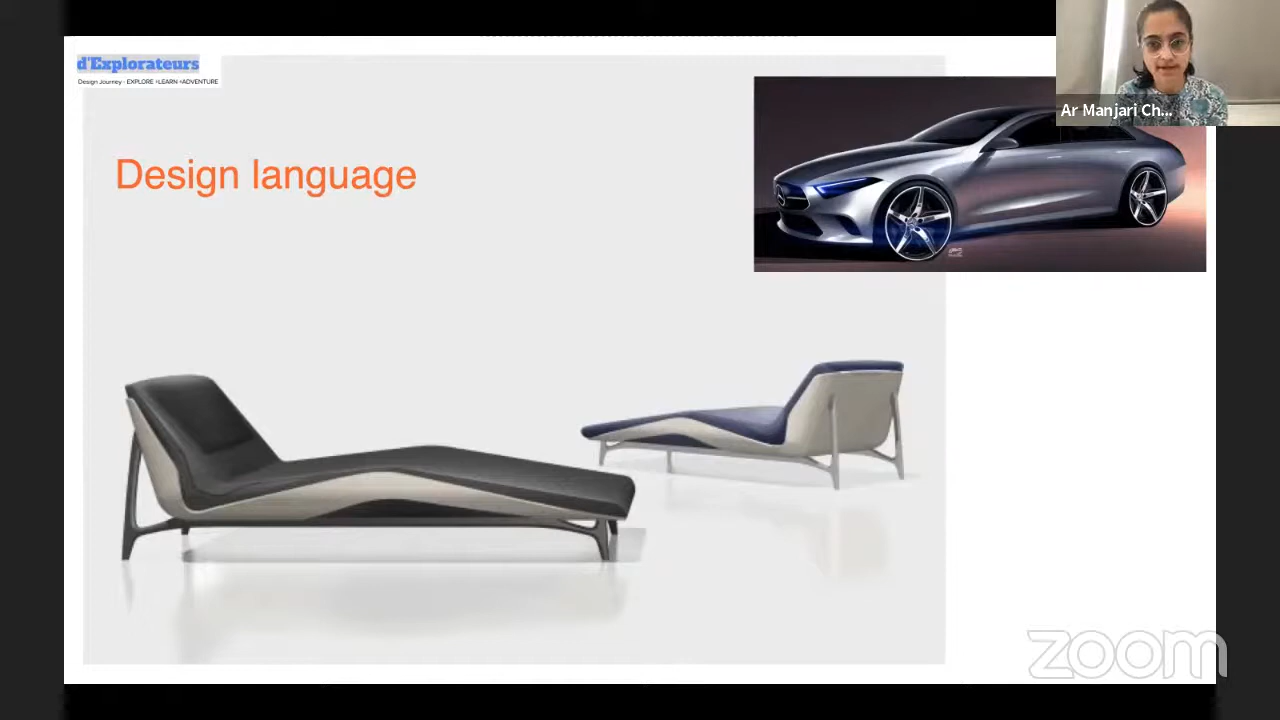 d'Explorateurs
Design Journey - EXPLORE +LEARN +ADVENTURE
Ar Manjari Ch...
Design language
zoom